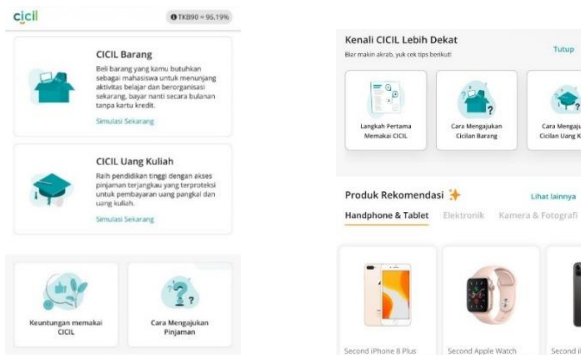 cicil
TKB90 = 95,19%
CICIL Barang
Beli barang yang kamu butuhkan
sebagai mahasiswa untuk menunjang
aktivitas belajar dan berorganisasi
sekarang, bayar nanti secara bulanan
tanpa kartu kredit.
Simulasi Sekarang
CICIL Uang Kuliah
Raih pendidikan tinggi dengan akses
pinjaman terjangkau yang terproteksi
untuk pembayaran uang pangkal dan
uang kuliah.
Simulasi Sekarang
Keuntungan memakai
CICIL
Cara Mengajukan
Pinjaman
Kenali CICIL Lebih
Dekat
Biar makin akrab, yuk cek tips
berikut!
Tutup
Langkah Pertama
Memakai CICIL
Cara Mengajukan
Cicilan Barang
Cara Mengaju
Cicilan Uang K
Produk Rekomendasi
Lihat lainnya
Handphone & Tablet
Elektronik
Kamera & Fotografi
Second iPhone 8 Plus
Second Apple Watch
Second iP